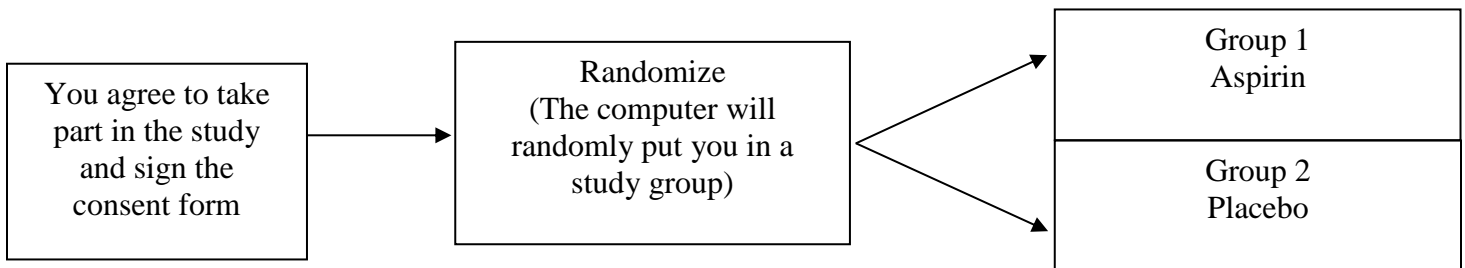 You agree to take
part in the study
and sign the
consent form
Randomize
(The computer will
randomly put you in a
study group)
Group 1
Aspirin
Group 2
Placebo